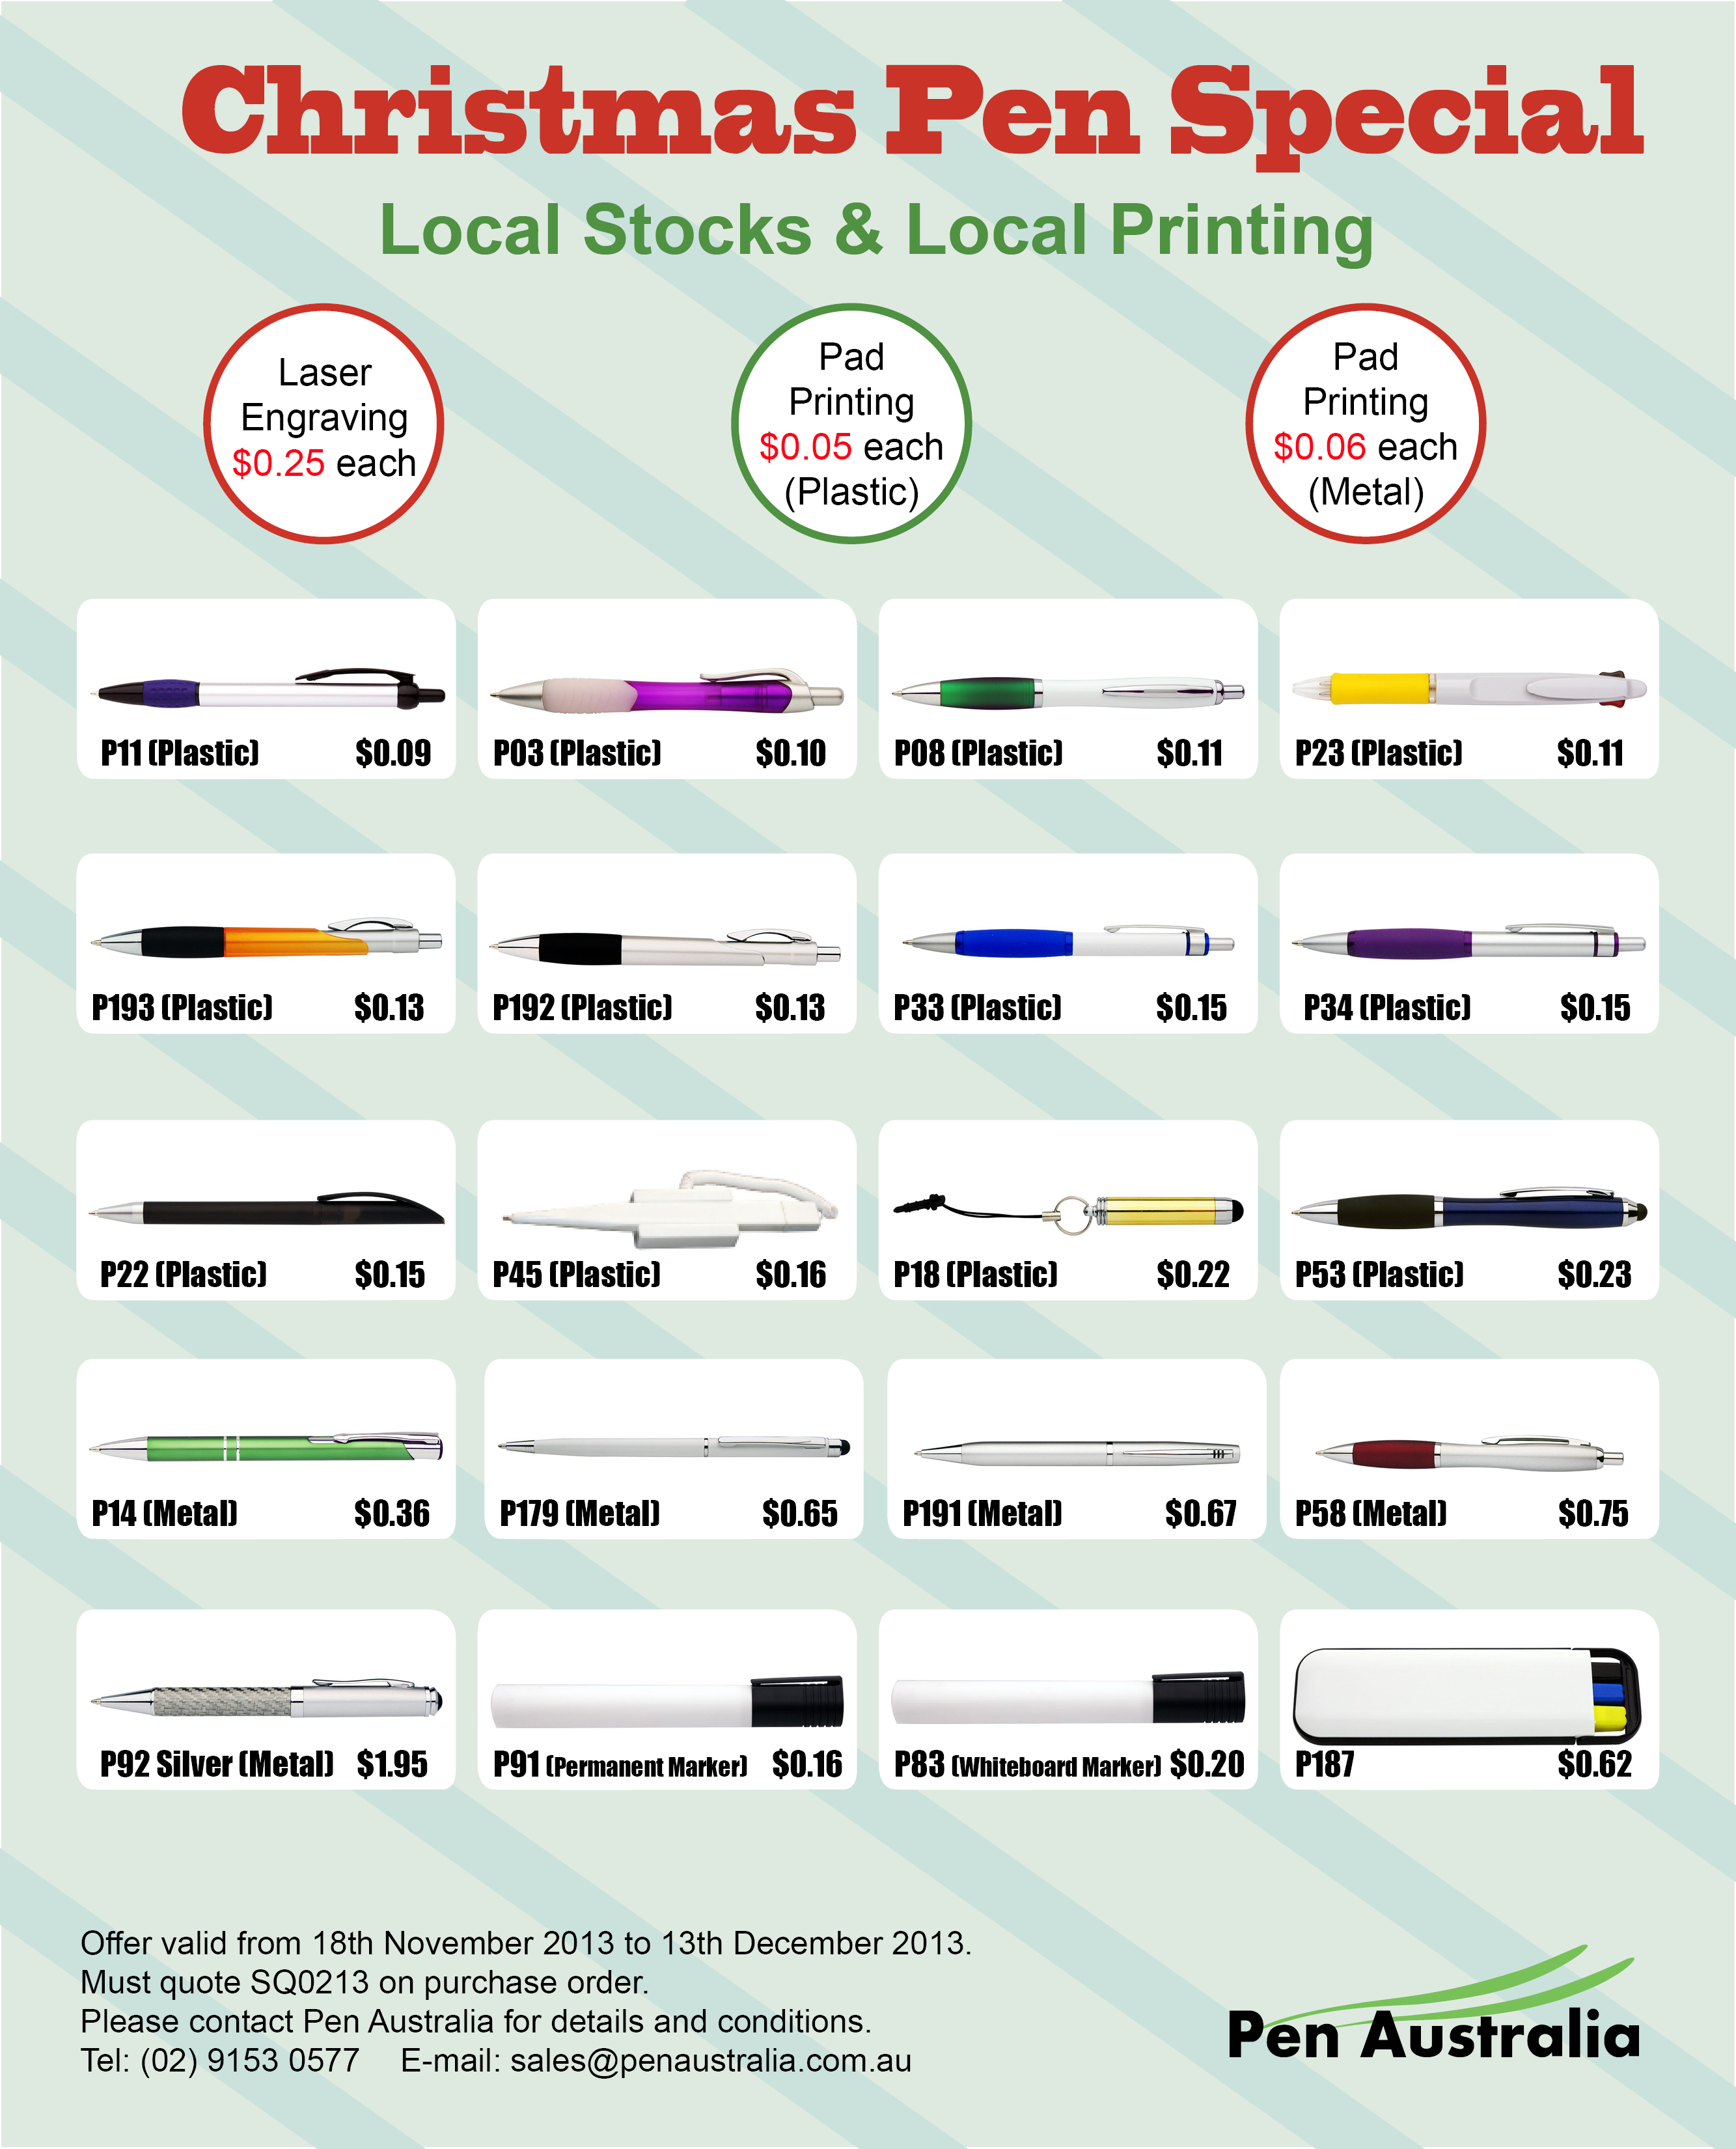 Christmas Pen Special
Local Stocks & Local Printing
Laser
Engraving
$0.25 each
Pad
Printing
$0.05 each
(Plastic)
Pad
Printing
$0.06 each
(Metal)
P11 (Plastic) $0.09
P03 (Plastic) $0.10
P08 (Plastic) $0.11
P23 (Plastic) $0.11
P193 (Plastic) $0.13
P192 (Plastic) $0.13
P33 (Plastic) $0.15
P34 (Plastic) $0.15
P22 (Plastic) $0.15
P45 (Plastic) $0.16
P18 (Plastic) $0.22
P53 (Plastic) $0.23
P14 (Metal) $0.36
P179 (Metal) $0.65
P191 (Metal) $0.67
P58 (Metal) $0.75
P92 Silver (Metal) $1.95
P91 (Permanent Marker) $0.16
P83 (Whiteboard Marker) $0.20
P187 $0.62
Offer valid from 18th November 2013 to 13th December 2013.
Must quote SQ0213 on purchase order.
Please contact Pen Australia for details and conditions.
Tel: (02) 9153 0577 E-mail: sales@penaustralia.com.au
Pen Australia